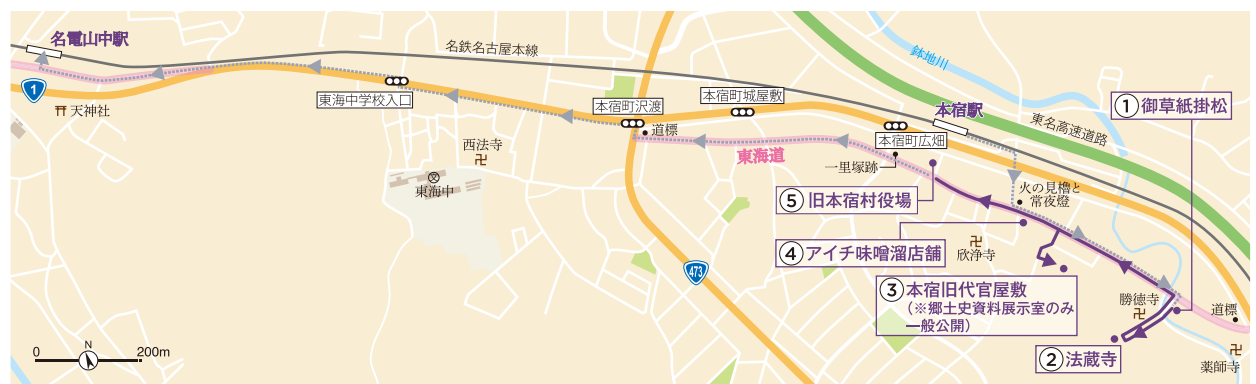 名電山中駅
1
天神社
名鉄名古屋本線
東海中学校入口
西法寺
東海中
本宿町沢渡
道標
本宿町城屋敷
東海道
鉢地川
本宿駅
本宿町広畑
東名高速道路
一里塚跡
火の見櫓と
常夜燈
①御草紙掛松
⑤旧本宿村役場
④アイチ味噌溜店舗
欣浄寺
③本宿旧代官屋敷
(※郷土史資料展示室のみ
一般公開)
勝徳寺
道標
②法蔵寺
薬師寺
473
0
N
200m